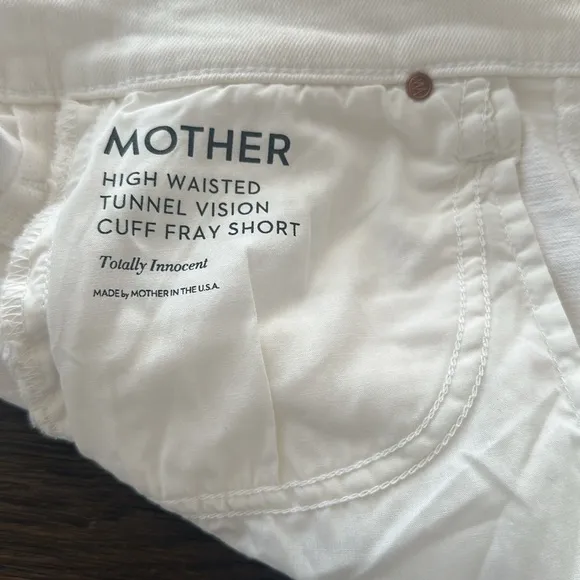 MOTHER
HIGH WAISTED
TUNNEL VISION
CUFF FRAY SHORT
Totally Innocent
MADE by MOTHER IN THE U.S.A.